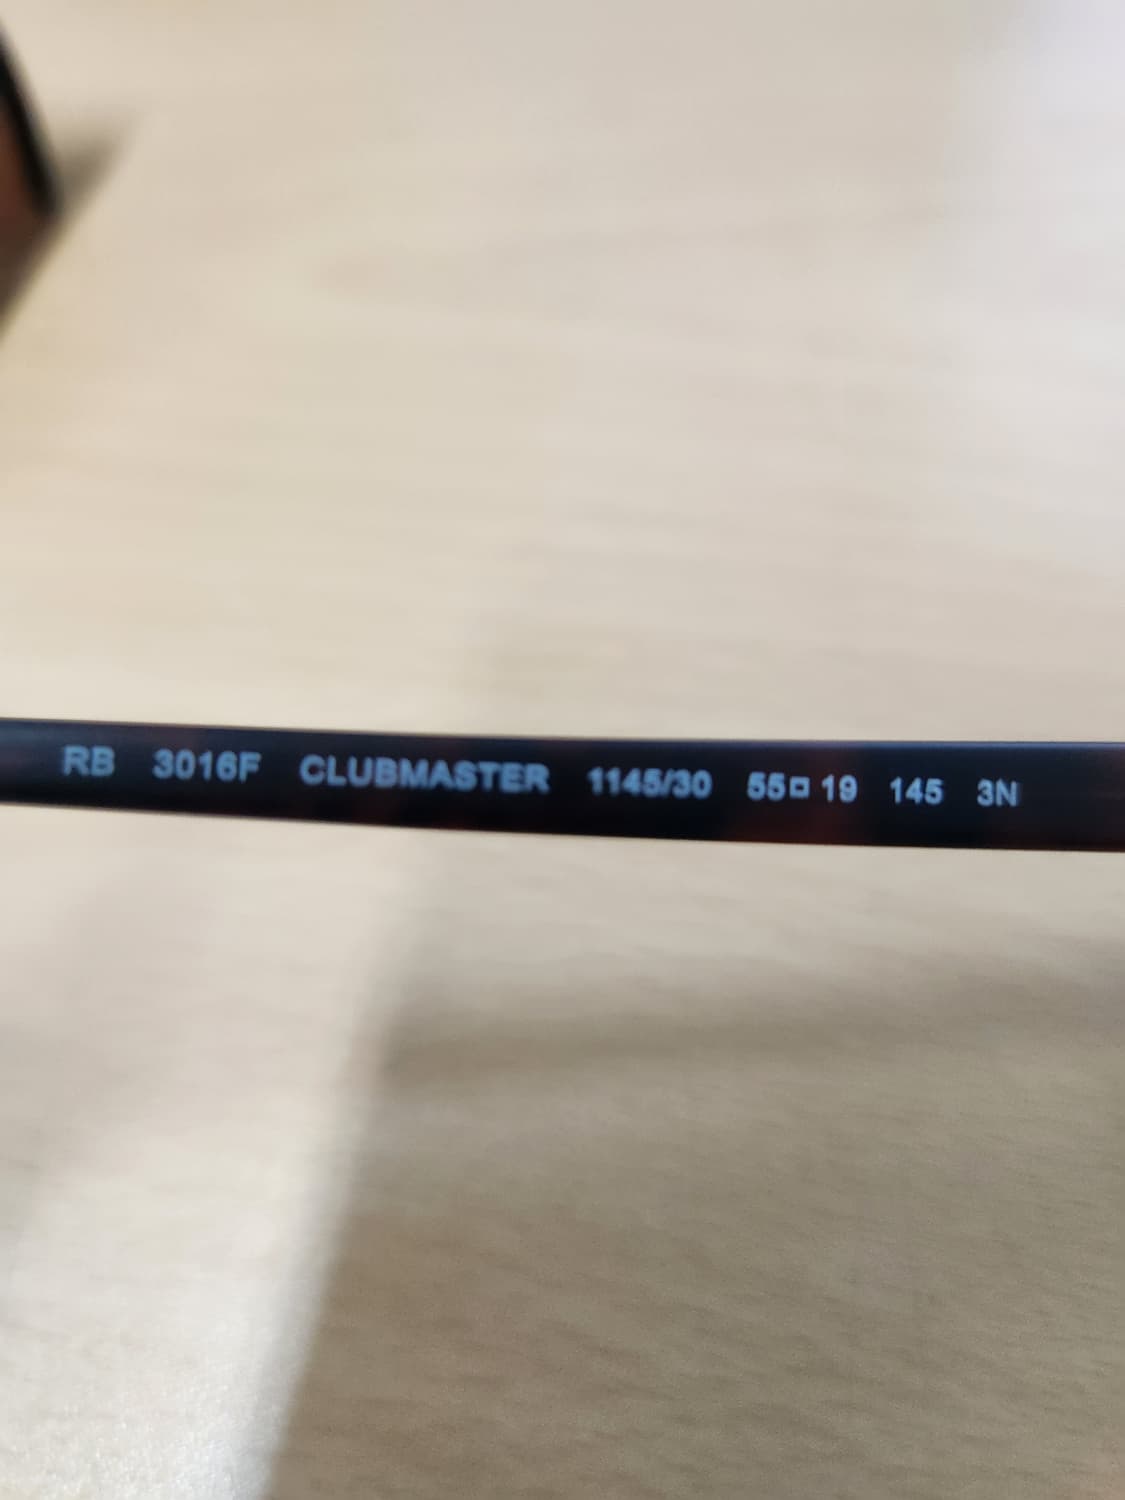 RB 3016F CLUBMASTER 1145/30 55□19 145 3N